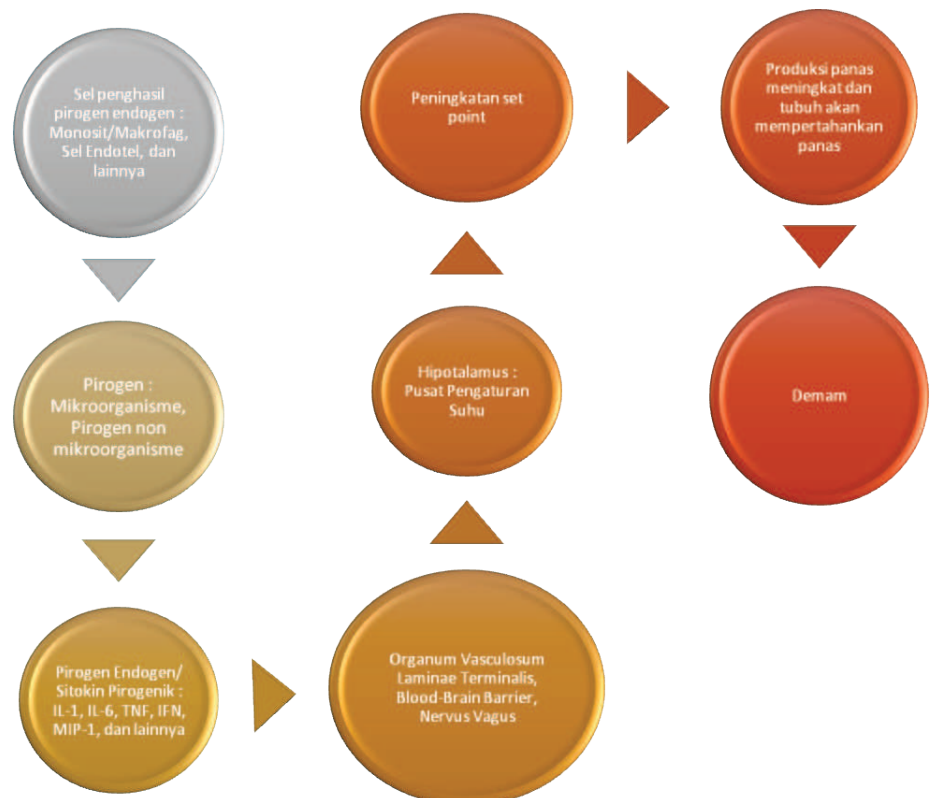 Sel penghasil
pirogen endogen :
Monosit/Makrofag,
Sel Endotel, dan
lainnya
Pirogen :
Mikroorganisme,
Pirogen non
mikroorganisme
Pirogen Endogen/
Sitokin Pirogenik :
IL-1, IL-6, TNF, IFN,
MIP-1, dan lainnya
Organum Vasculosum
Laminae Terminalis,
Blood-Brain Barrier,
Nervus Vagus
Hipotalamus :
Pusat Pengaturan
Suhu
Peningkatan set
point
Produksi panas
meningkat dan
tubuh akan
mempertahankan
panas
Demam